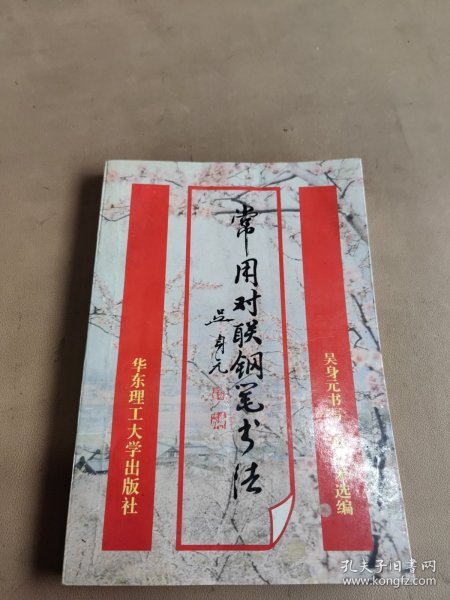 常用对联钢笔书法
吴身元
吴身元书
选编
华东理工大学出版社
孔夫子旧书网
www.kongfz.com